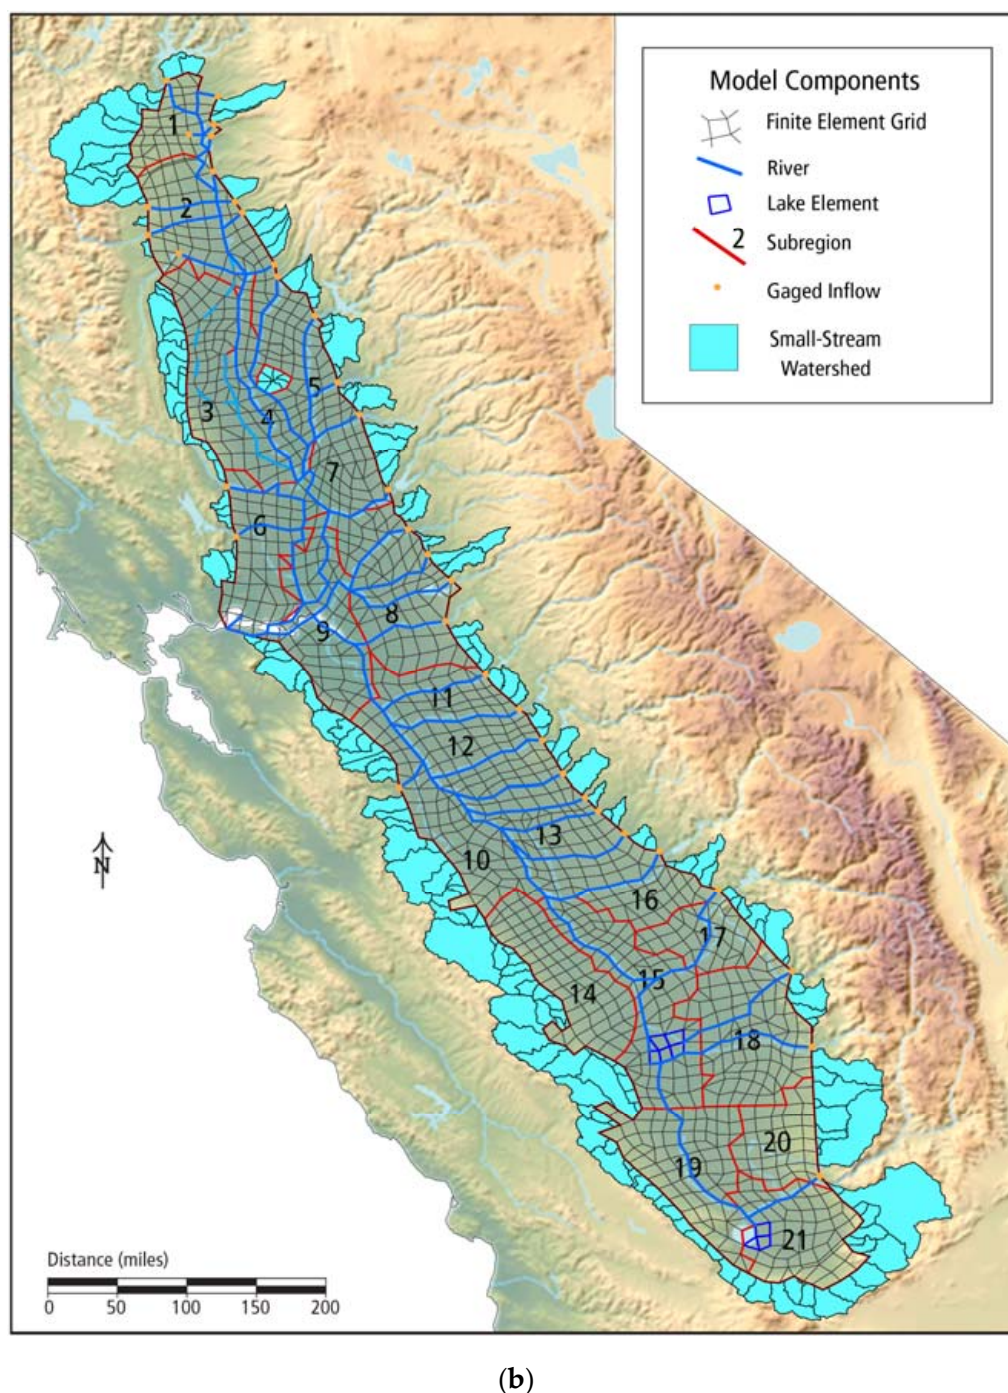 Model Components
Finite Element Grid
River
Lake Element
2 Subregion
Gaged Inflow
Small-Stream
Watershed
1
2
3
4
5
7
6
8
9
11
12
13
10
16
17
15
14
18
20
19
21
N
Distance (miles)
0 50 100 150 200
(b)